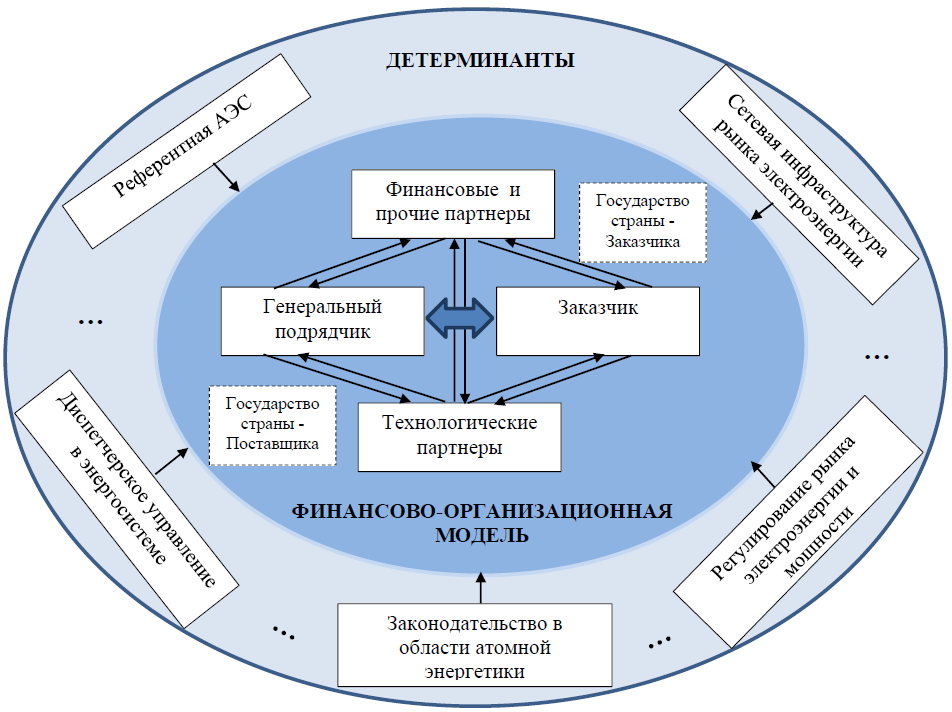 ДЕТЕРМИНАНТЫ
Референтная АЭС
Сетевая инфраструктура
рынка электроэнергии
Финансовые и
прочие партнеры
Государство
страны -
Заказчика
Генеральный
подрядчик
Заказчик
...
...
Государство
страны -
Поставщика
Технологические
партнеры
Диспетчерское управление
в энергосистеме
Регулирование рынка
электроэнергии и
мошности
ФИНАНСОВО-ОРГАНИЗАЦИОННАЯ
МОДЕЛЬ
...
Законодательство в
области атомной
энергетики
...